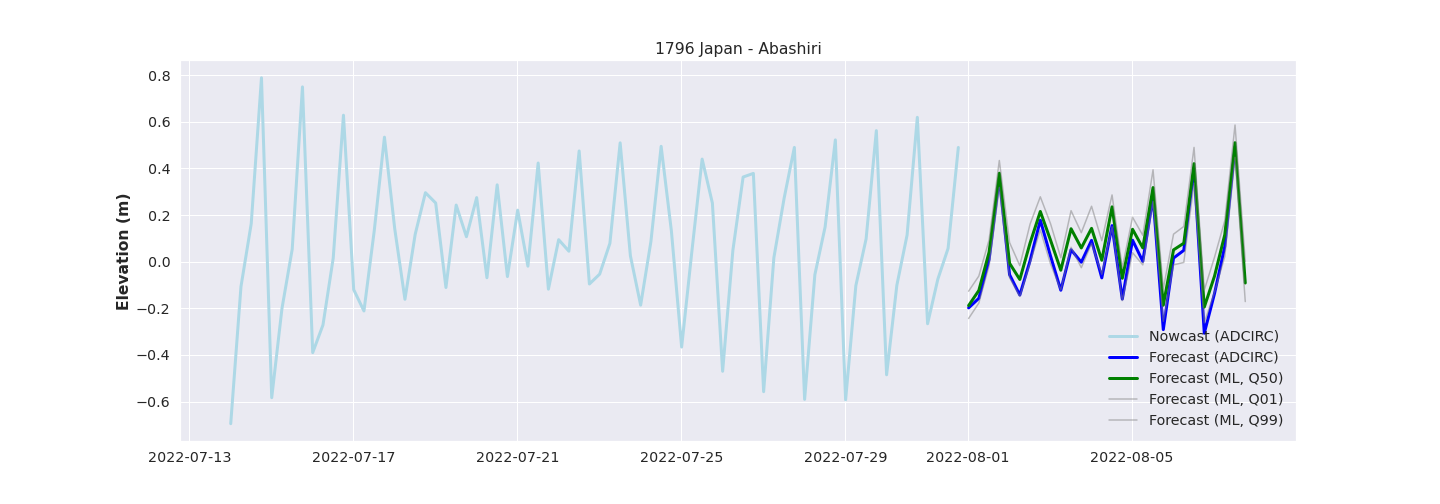 1796 Japan - Abashiri
Elevation (m)
0.8
0.6
0.4
0.2
0.0
−0.2
−0.4
−0.6
Nowcast (ADCIRC)
Forecast (ADCIRC)
Forecast (ML, Q50)
Forecast (ML, Q01)
Forecast (ML, Q99)
2022-07-13 2022-07-17 2022-07-21 2022-07-25 2022-07-29 2022-08-01 2022-08-05